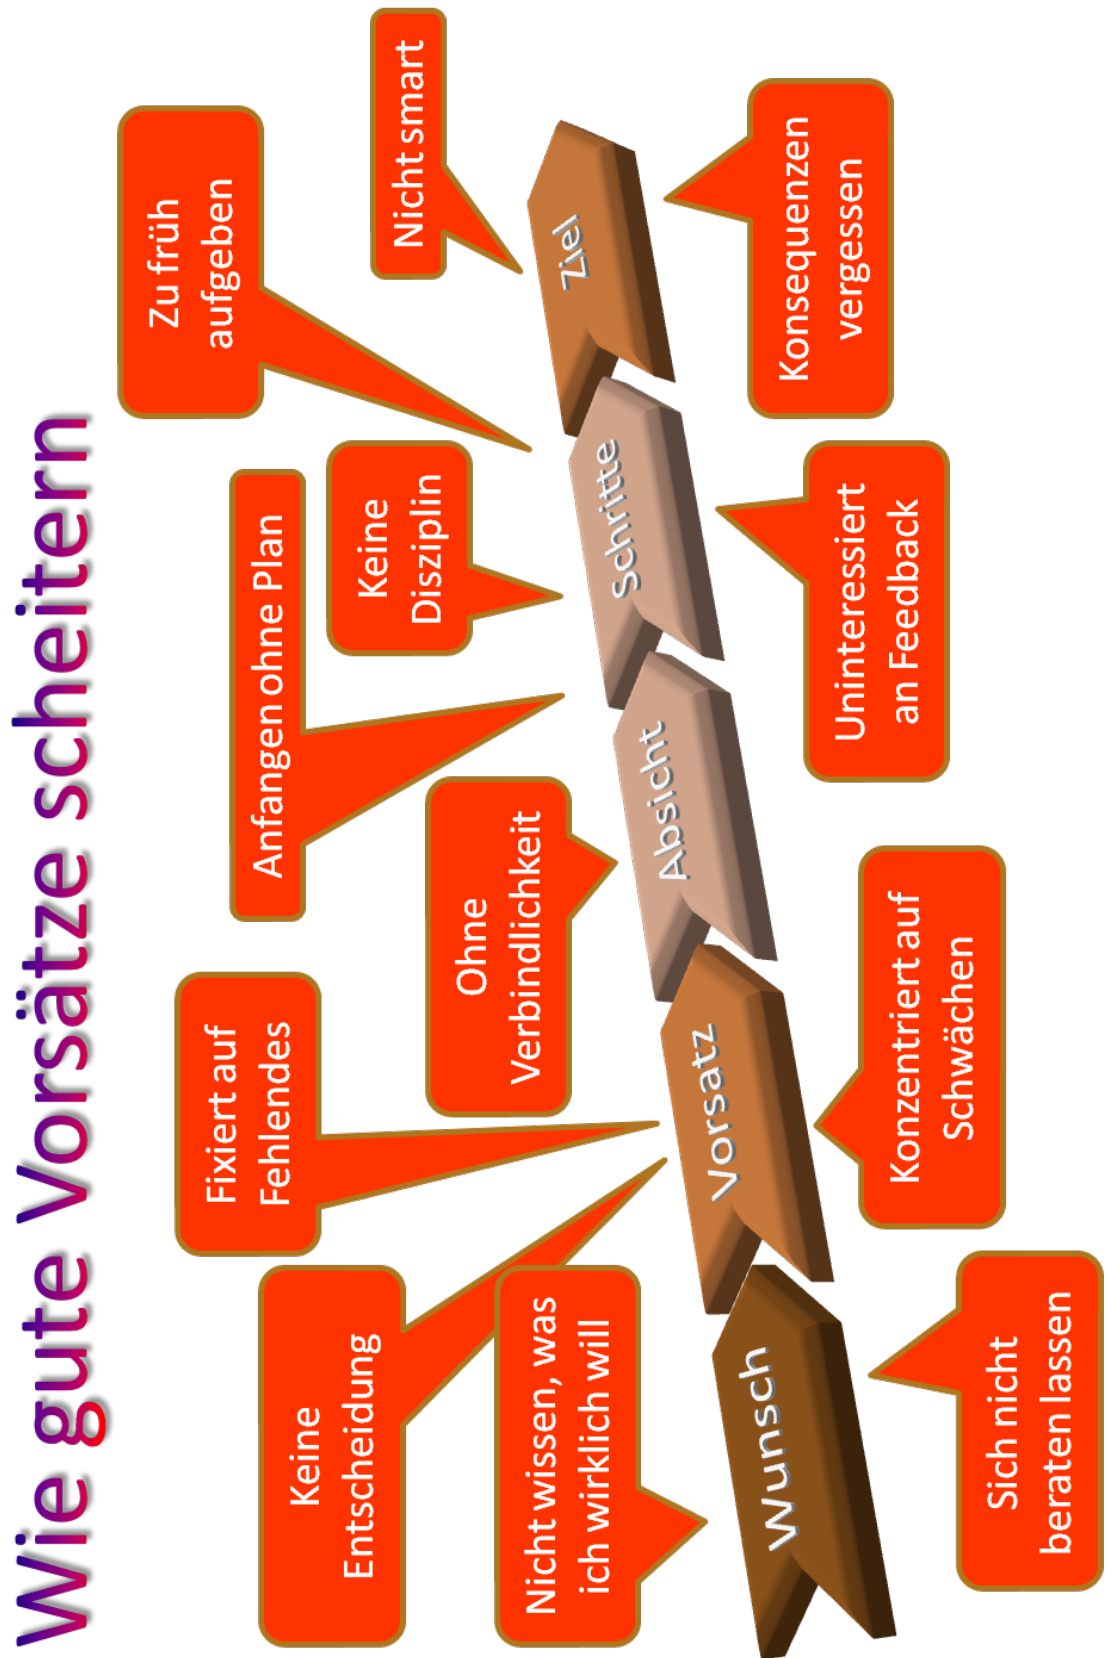 Wie gute Vorsätze scheitern
Keine
Entscheidung
Nicht wissen, was
ich wirklich will
Fixiert auf
Fehlendes
Ohne
Verbindlichkeit
Anfangen ohne Plan
Keine
Disziplin
Zu früh
aufgeben
Nicht smart
Wunsch
Vorsatz
Absicht
Schritte
Ziel
Sich nicht
beraten lassen
Konzentriert auf
Schwächen
Uninteressiert
an Feedback
Konsequenzen
vergessen